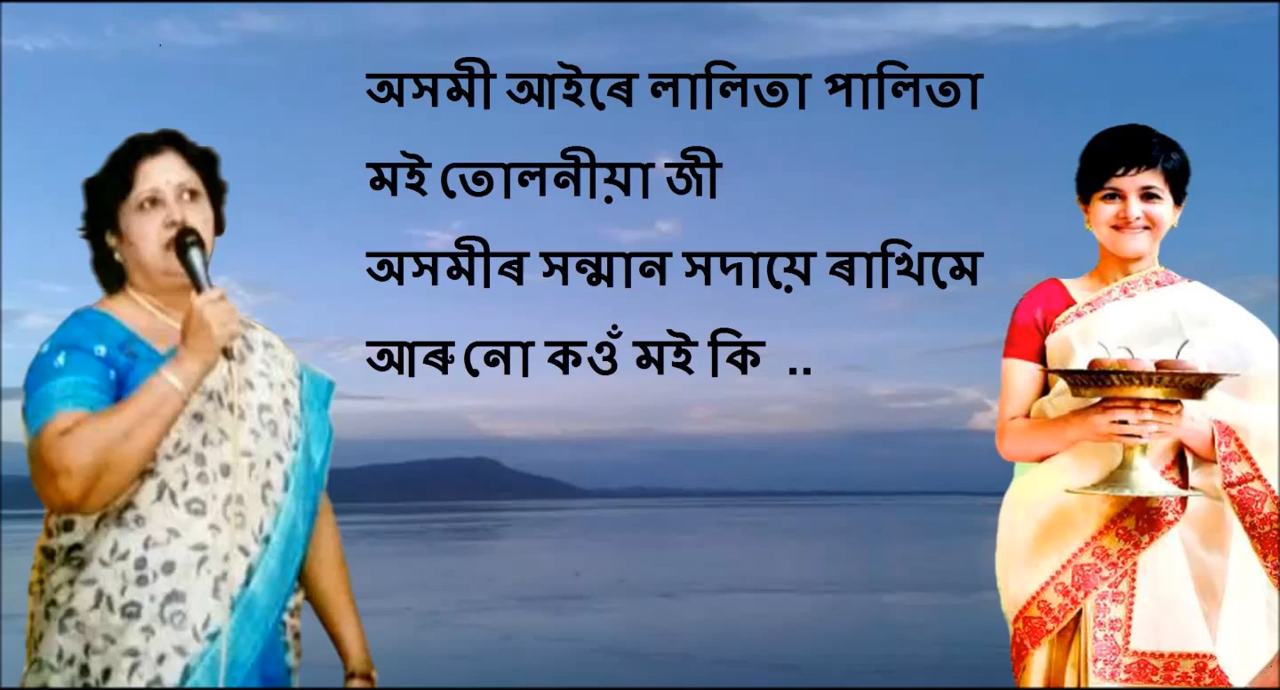 অসমী আইৰে লালিতা পালিতা
মই তোলনীয়া জী
অসমীৰ সন্মান সদায়ে ৰাখিমে
আৰু নো কওঁ মই কি ..